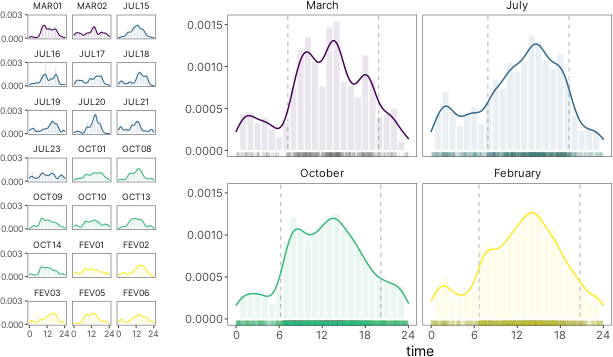 MAR01 MAR02 JUL15
0.003
0.000
JUL16 JUL17 JUL18
0.003
0.000
JUL19 JUL20 JUL21
0.003
0.000
JUL23 OCT01 OCT08
0.003
0.000
OCT09 OCT10 OCT13
0.003
0.000
OCT14 FEV01 FEV02
0.003
0.000
FEV03 FEV05 FEV06
0.003
0.000
0 12 24 0 12 24 0 12 24
March July
0.0015
0.0010
0.0005
0.0000
October February
0.0015
0.0010
0.0005
0.0000
0 6 12 18 24 0 6 12 18 24
time